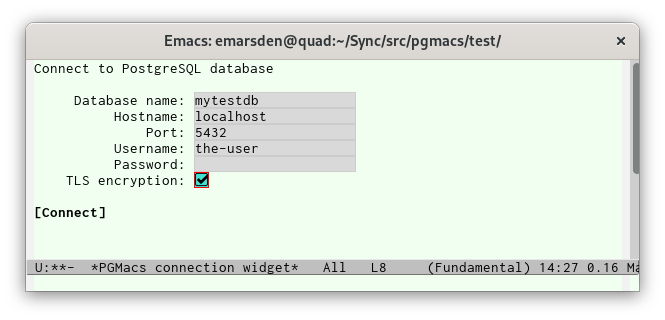 Emacs: emarsden@quad:~/Sync/src/pgmacs/test/ ×
Connect to PostgreSQL database
Database name: mytestdb
Hostname: localhost
Port: 5432
Username: the-user
Password:
TLS encryption:
[Connect]
U:**-  *PGMacs connection widget*   All   L8     (Fundamental) 14:27 0.16